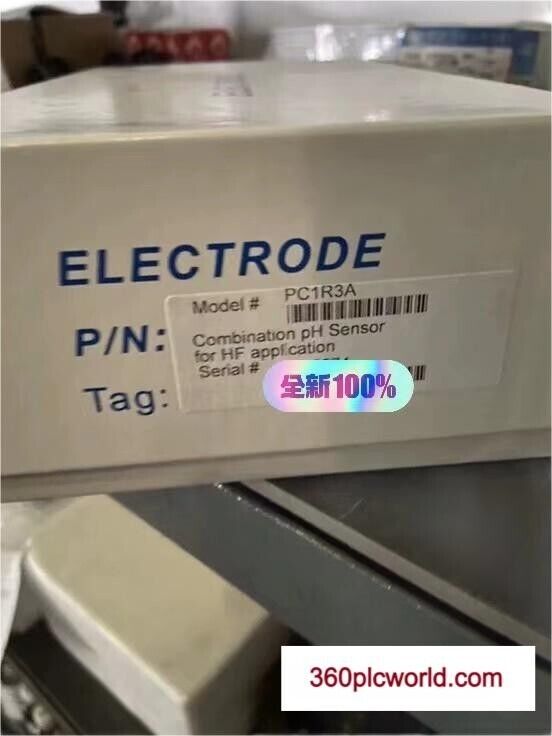 ELECTRODE
Model # PC1R3A
P/N:
Combination pH Sensor
for HF application
Serial #
Tag:
全新100%
360plcworld.com